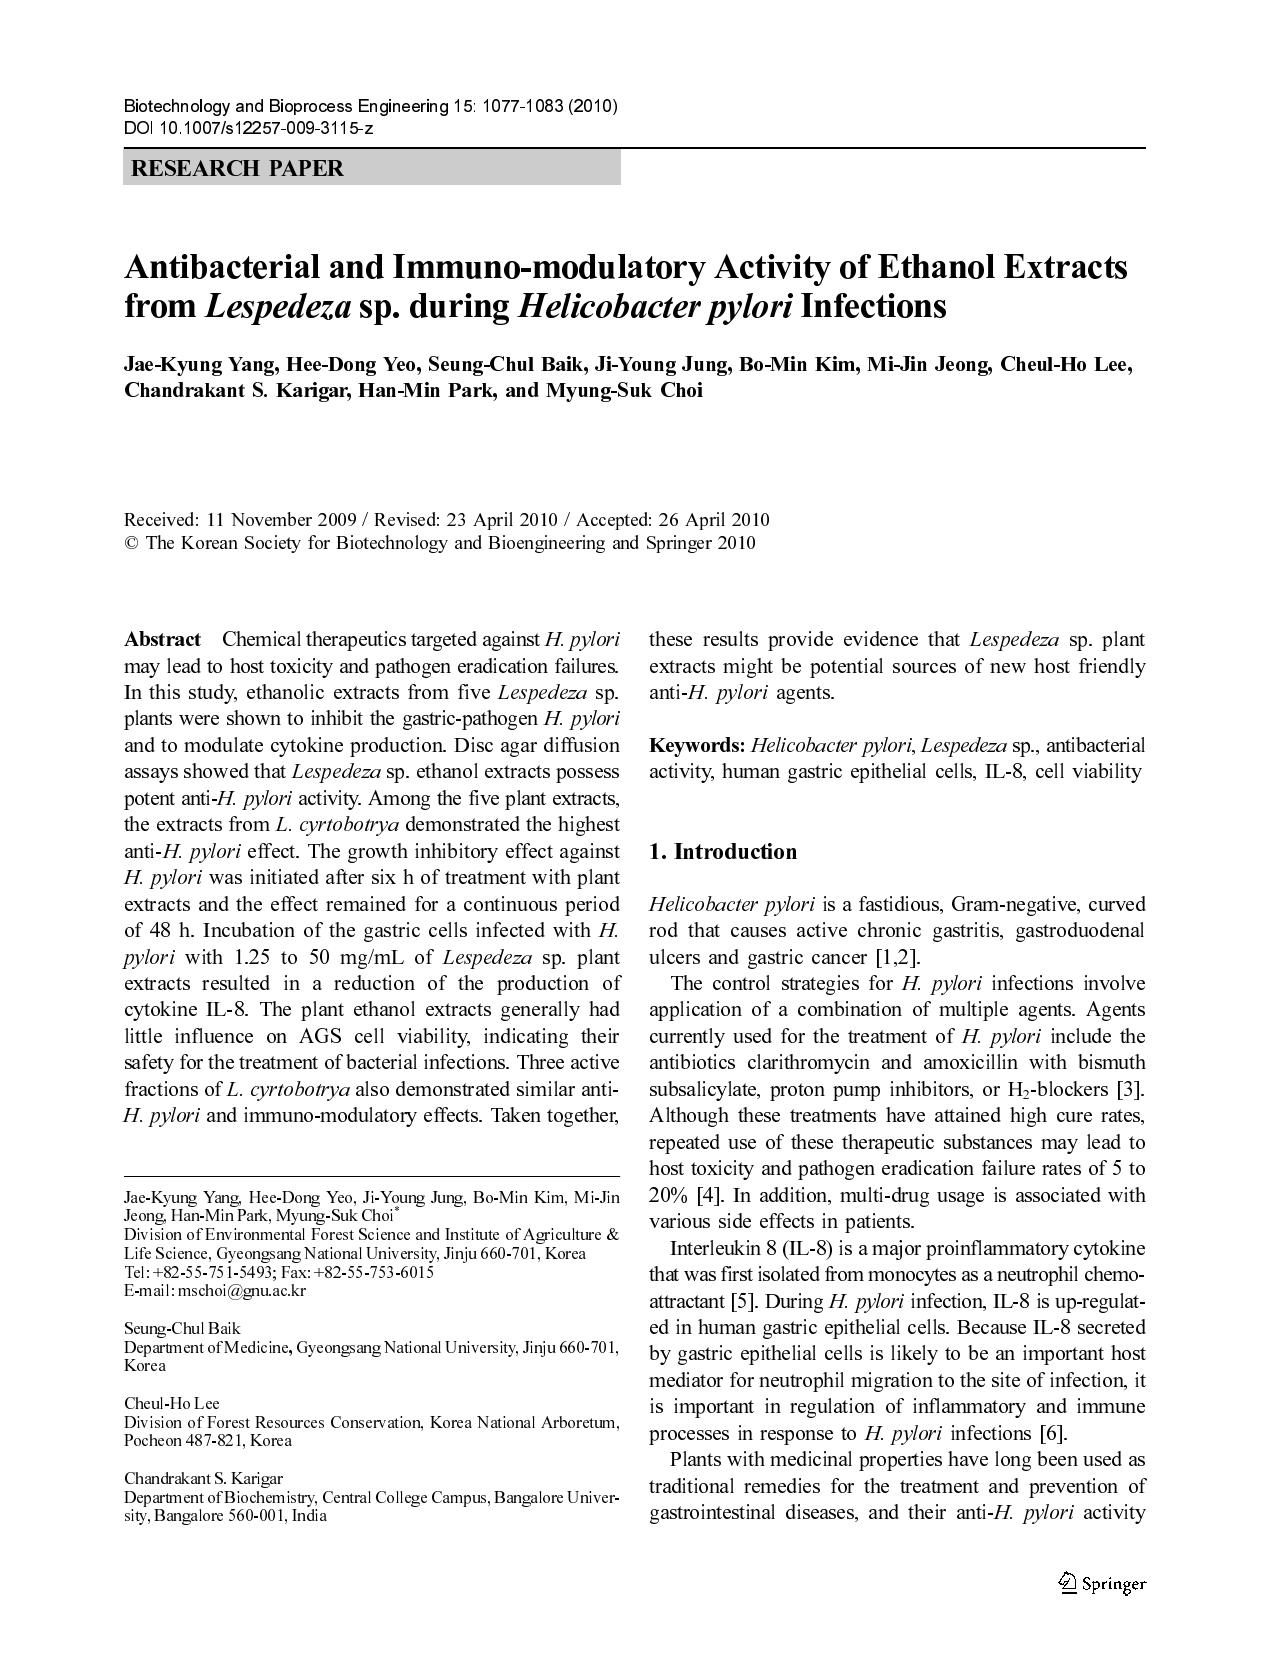 Biotechnology and Bioprocess Engineering 15: 1077-1083 (2010)
DOI 10.1007/s12257-009-3115-z
RESEARCH PAPER
Antibacterial and Immuno-modulatory Activity of Ethanol Extracts
from Lespedeza sp. during Helicobacter pylori Infections
Jae-Kyung Yang, Hee-Dong Yeo, Seung-Chul Baik, Ji-Young Jung, Bo-Min Kim, Mi-Jin Jeong, Cheul-Ho Lee,
Chandrakant S. Karigar, Han-Min Park, and Myung-Suk Choi
Received: 11 November 2009 / Revised: 23 April 2010 / Accepted: 26 April 2010
© The Korean Society for Biotechnology and Bioengineering and Springer 2010
Abstract Chemical therapeutics targeted against H. pylori
may lead to host toxicity and pathogen eradication failures.
In this study, ethanolic extracts from five Lespedeza sp.
plants were shown to inhibit the gastric-pathogen H. pylori
and to modulate cytokine production. Disc agar diffusion
assays showed that Lespedeza sp. ethanol extracts possess
potent anti-H. pylori activity. Among the five plant extracts,
the extracts from L. cyrtobotrya demonstrated the highest
anti-H. pylori effect. The growth inhibitory effect against
H. pylori was initiated after six h of treatment with plant
extracts and the effect remained for a continuous period
of 48 h. Incubation of the gastric cells infected with H.
pylori with 1.25 to 50 mg/mL of Lespedeza sp. plant
extracts resulted in a reduction of the production of
cytokine IL-8. The plant ethanol extracts generally had
little influence on AGS cell viability, indicating their
safety for the treatment of bacterial infections. Three active
fractions of L. cyrtobotrya also demonstrated similar anti-
H. pylori and immuno-modulatory effects. Taken together,
Jae-Kyung Yang, Hee-Dong Yeo, Ji-Young Jung, Bo-Min Kim, Mi-Jin
Jeong, Han-Min Park, Myung-Suk Choi*
Division of Environmental Forest Science and Institute of Agriculture &
Life Science, Gyeongsang National University, Jinju 660-701, Korea
Tel: +82-55-751-5493; Fax: +82-55-753-6015
E-mail: mschoi@gnu.ac.kr
Seung-Chul Baik
Department of Medicine, Gyeongsang National University, Jinju 660-701,
Korea
Cheul-Ho Lee
Division of Forest Resources Conservation, Korea National Arboretum,
Pocheon 487-821, Korea
Chandrakant S. Karigar
Department of Biochemistry, Central College Campus, Bangalore Univer-
sity, Bangalore 560-001, India
these results provide evidence that Lespedeza sp. plant
extracts might be potential sources of new host friendly
anti-H. pylori agents.
Keywords: Helicobacter pylori, Lespedeza sp., antibacterial
activity, human gastric epithelial cells, IL-8, cell viability
1. Introduction
Helicobacter pylori is a fastidious, Gram-negative, curved
rod that causes active chronic gastritis, gastroduodenal
ulcers and gastric cancer [1,2].
The control strategies for H. pylori infections involve
application of a combination of multiple agents. Agents
currently used for the treatment of H. pylori include the
antibiotics clarithromycin and amoxicillin with bismuth
subsalicylate, proton pump inhibitors, or H₂-blockers [3].
Although these treatments have attained high cure rates,
repeated use of these therapeutic substances may lead to
host toxicity and pathogen eradication failure rates of 5 to
20% [4]. In addition, multi-drug usage is associated with
various side effects in patients.
Interleukin 8 (IL-8) is a major proinflammatory cytokine
that was first isolated from monocytes as a neutrophil chemo-
attractant [5]. During H. pylori infection, IL-8 is up-regulat-
ed in human gastric epithelial cells. Because IL-8 secreted
by gastric epithelial cells is likely to be an important host
mediator for neutrophil migration to the site of infection, it
is important in regulation of inflammatory and immune
processes in response to H. pylori infections [6].
Plants with medicinal properties have long been used as
traditional remedies for the treatment and prevention of
gastrointestinal diseases, and their anti-H. pylori activity
Springer